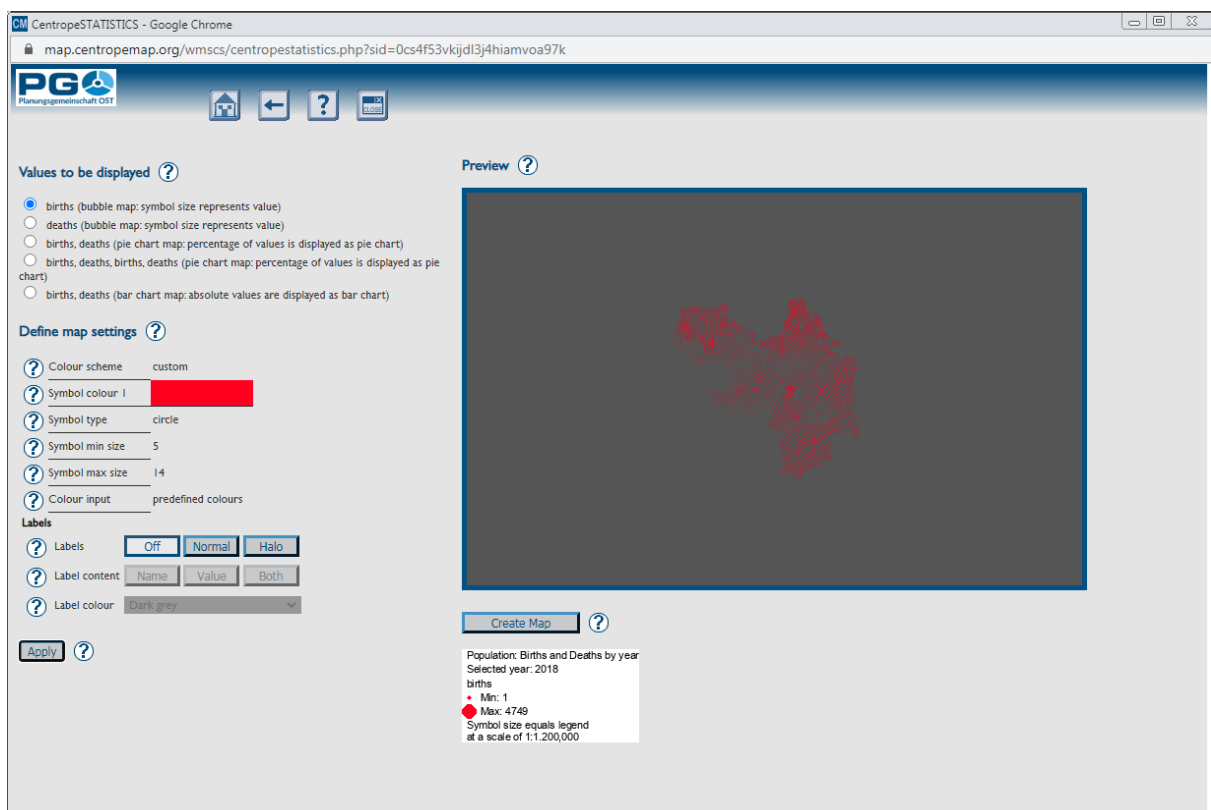 CM CentropeSTATISTICS - Google Chrome
map.centropemap.org/wmscs/centropestatistics.php?sid=0cs4f53vkijdl3j4hiamvoa97k
PGO
Planungsgemeinschaft OST
? CLOSE
Values to be displayed ?
births (bubble map: symbol size represents value)
deaths (bubble map: symbol size represents value)
births, deaths (pie chart map: percentage of values is displayed as pie chart)
births, deaths, births, deaths (pie chart map: percentage of values is displayed as pie
chart)
births, deaths (bar chart map: absolute values are displayed as bar chart)
Define map settings ?
? Colour scheme custom
? Symbol colour 1
? Symbol type circle
? Symbol min size 5
? Symbol max size 14
? Colour input predefined colours
Labels
? Labels Off Normal Halo
? Label content Name Value Both
? Label colour Dark grey
Apply ?
Preview ?
Create Map ?
Population: Births and Deaths by year
Selected year: 2018
births
Min: 1
Max: 4749
Symbol size equals legend
at a scale of 1:1.200,000